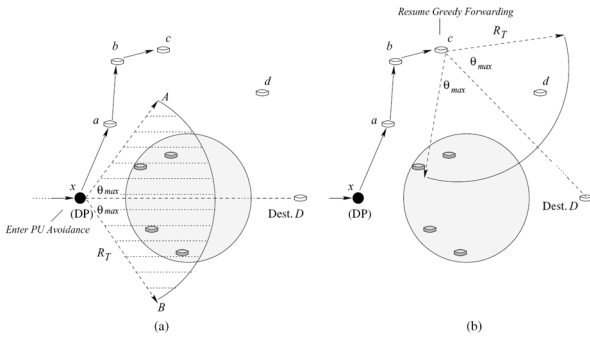 Resume Greedy Forwarding
b
c
a
d
A
x
(DP)
θmax
θmax
Enter PU Avoidance
Dest. D
R_T
B
(a)
b
c
R_T
θmax
θmax
a
d
x
(DP)
Dest. D
(b)